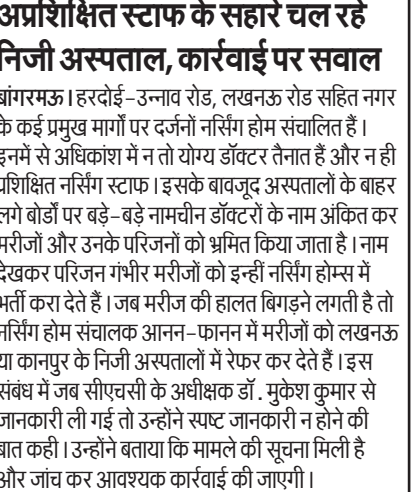 अप्रशिक्षित स्टाफ के सहारे चल रहे
निजी अस्पताल, कार्रवाई पर सवाल
बांगरमऊ। हरदोई-उन्नाव रोड, लखनऊ रोड सहित नगर
के कई प्रमुख मार्गों पर दर्जनों नर्सिंग होम संचालित हैं।
इनमें से अधिकांश में न तो योग्य डॉक्टर तैनात हैं और न ही
प्रशिक्षित नर्सिंग स्टाफ। इसके बावजूद अस्पतालों के बाहर
लगे बोर्डों पर बड़े-बड़े नामचीन डॉक्टरों के नाम अंकित कर
मरीजों और उनके परिजनों को भ्रमित किया जाता है। नाम
देखकर परिजन गंभीर मरीजों को इन्हीं नर्सिंग होम्स में
भर्ती करा देते हैं। जब मरीज की हालत बिगड़ने लगती है तो
नर्सिंग होम संचालक आनन-फानन में मरीजों को लखनऊ
या कानपुर के निजी अस्पतालों में रेफर कर देते हैं। इस
संबंध में जब सीएचसी के अधीक्षक डॉ. मुकेश कुमार से
जानकारी ली गई तो उन्होंने स्पष्ट जानकारी न होने की
बात कही। उन्होंने बताया कि मामले की सूचना मिली है
और जांच कर आवश्यक कार्रवाई की जाएगी।